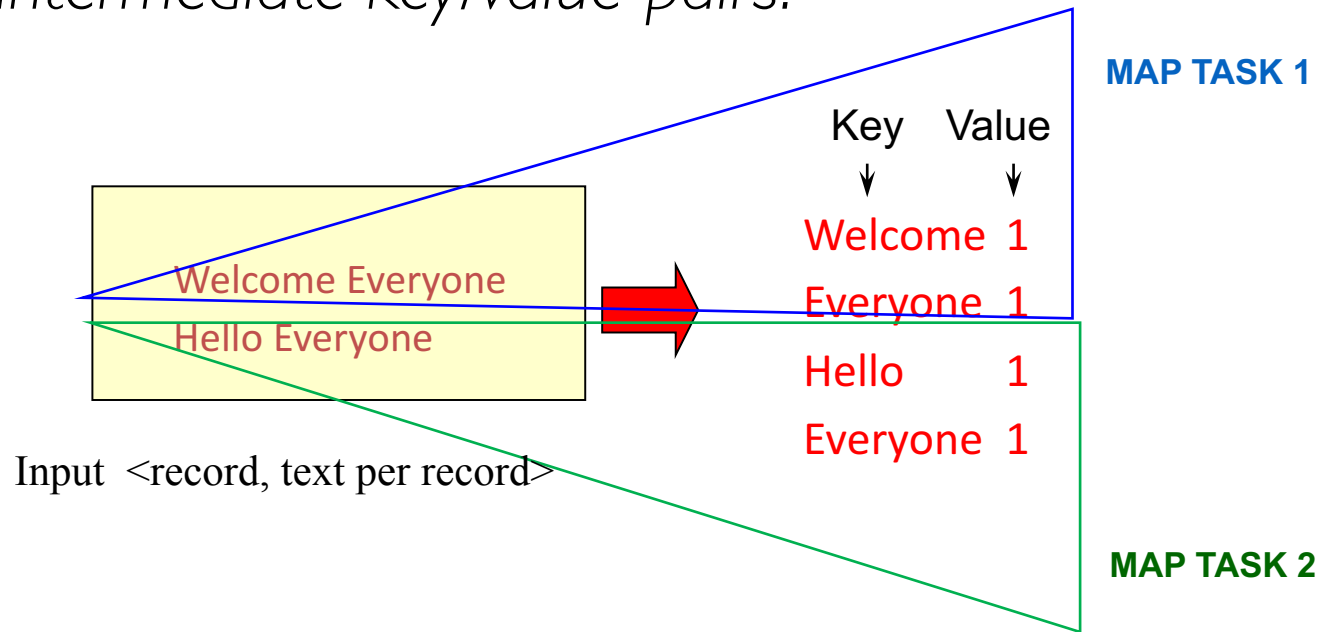 intermediate key/value pairs.
MAP TASK 1
Key Value
Welcome 1
Welcome Everyone
Everyone 1
Hello Everyone
Hello 1
Everyone 1
Input <record, text per record>
MAP TASK 2